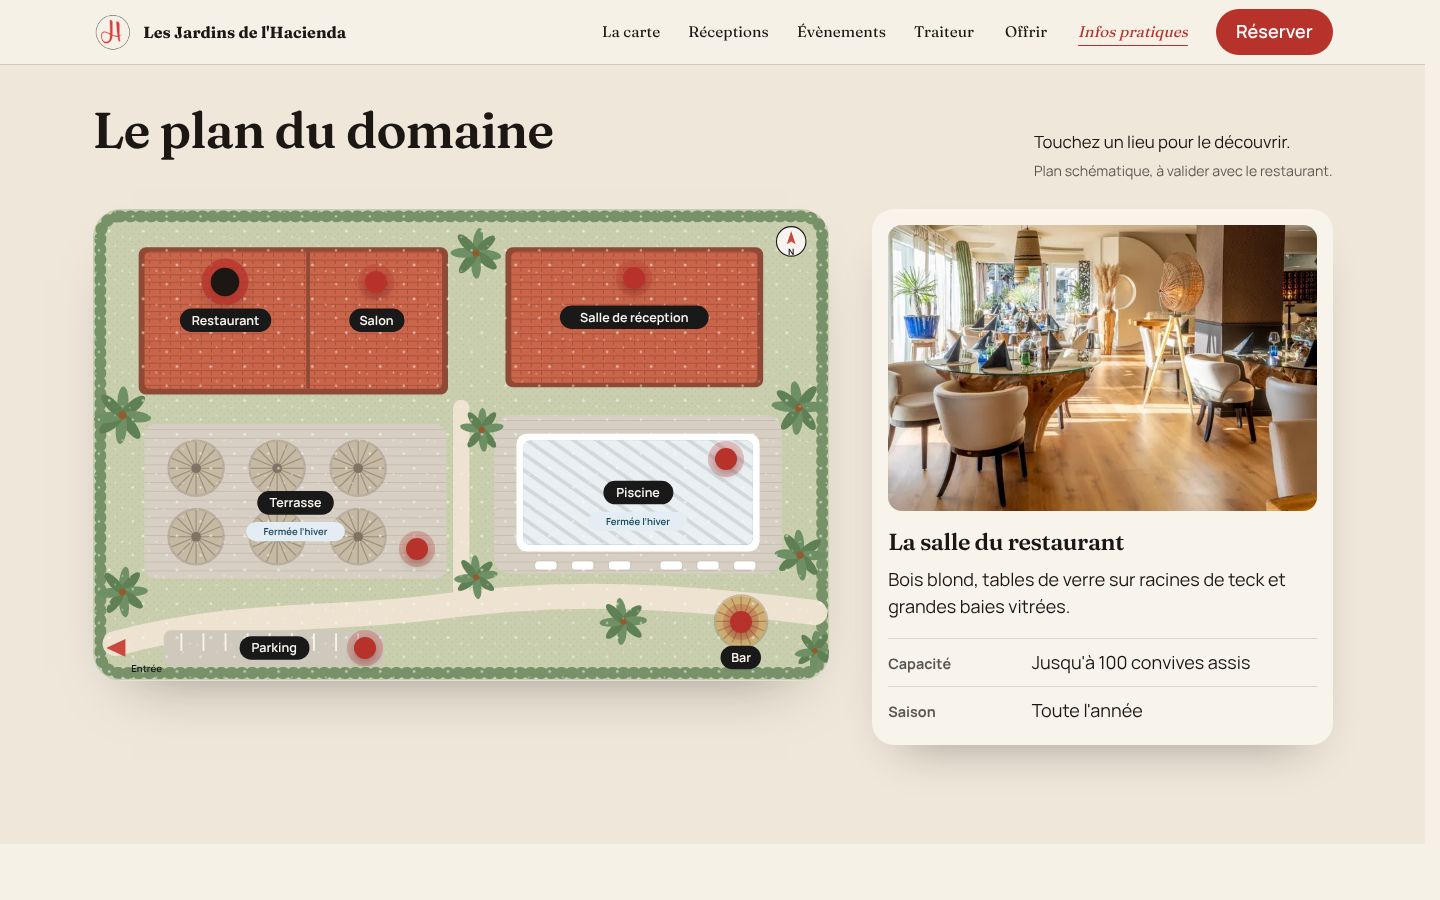 Les Jardins de l'Hacienda
La carte
Réceptions
Évènements
Traiteur
Offrir
Infos pratiques
Réserver
Le plan du domaine
Touchez un lieu pour le découvrir.
Plan schématique, à valider avec le restaurant.
N
Restaurant
Salon
Salle de réception
Terrasse
Fermée l'hiver
Piscine
Fermée l'hiver
Parking
Entrée
Bar
La salle du restaurant
Bois blond, tables de verre sur racines de teck et
grandes baies vitrées.
Capacité
Jusqu'à 100 convives assis
Saison
Toute l'année